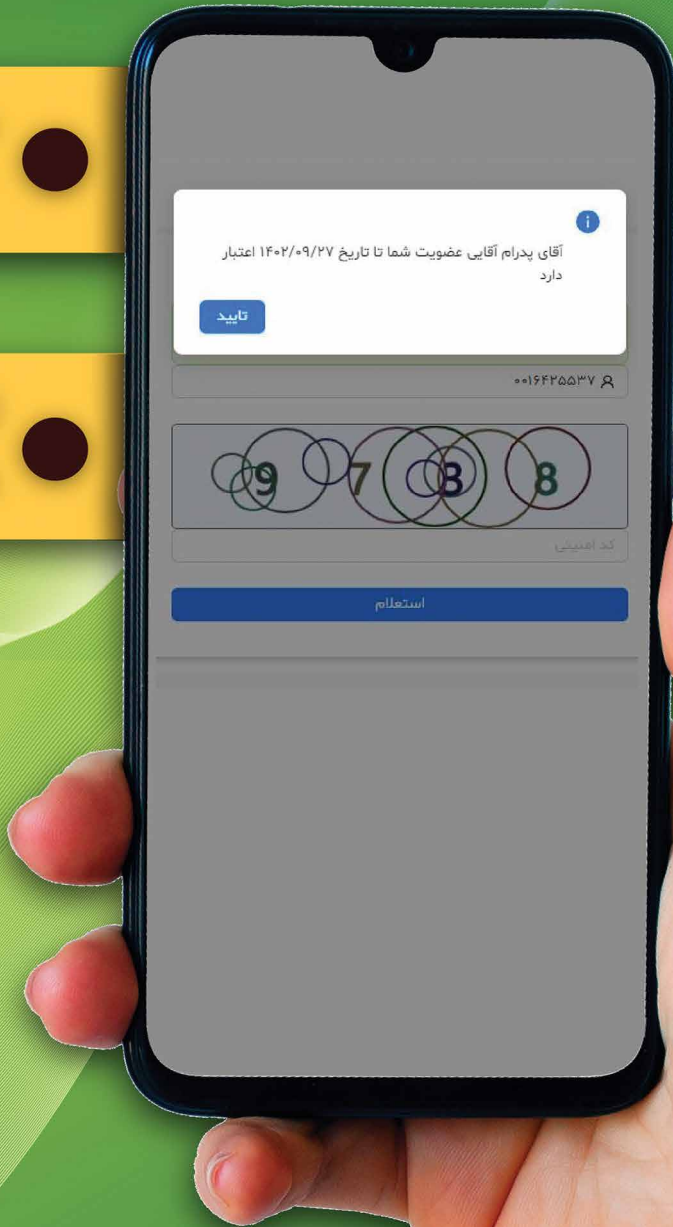 آقای پدرام آقایی عضویت شما تا تاریخ ۱۴۰۲/۰۹/۲۷ اعتبار
دارد
تایید
۰۰۱۶۴۲۵۵۳۷
9 7 3 8
کد امنیتی
استعلام